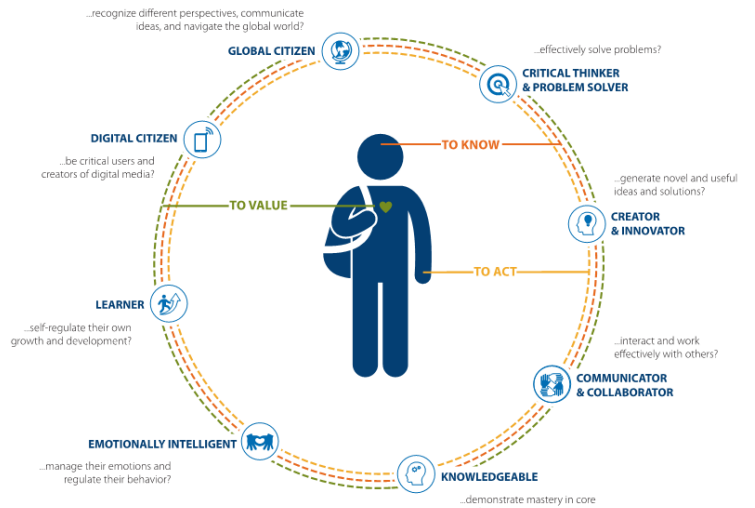 ...recognize different perspectives, communicate
ideas, and navigate the global world?
GLOBAL CITIZEN
...effectively solve problems?
CRITICAL THINKER
& PROBLEM SOLVER
DIGITAL CITIZEN
...be critical users and
creators of digital media?
TO KNOW
...generate novel and useful
ideas and solutions?
CREATOR
& INNOVATOR
TO VALUE
TO ACT
LEARNER
...self-regulate their own
growth and development?
...interact and work
effectively with others?
COMMUNICATOR
& COLLABORATOR
EMOTIONALLY INTELLIGENT
...manage their emotions and
regulate their behavior?
KNOWLEDGEABLE
...demonstrate mastery in core